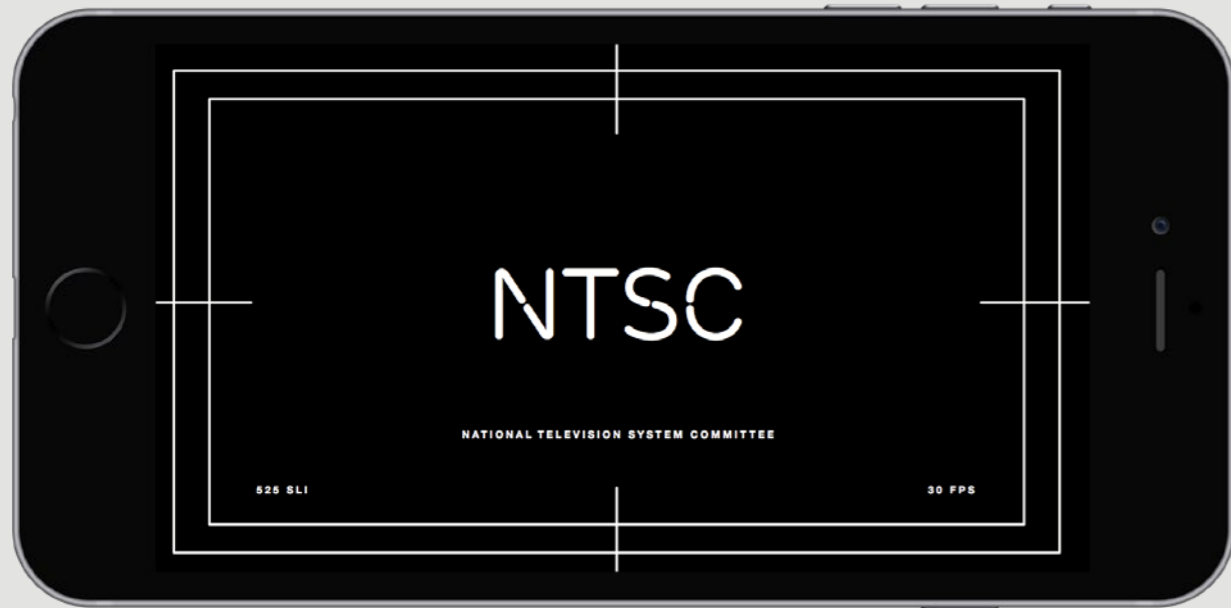 NTSC
NATIONAL TELEVISION SYSTEM COMMITTEE
525 SLI
30 FPS